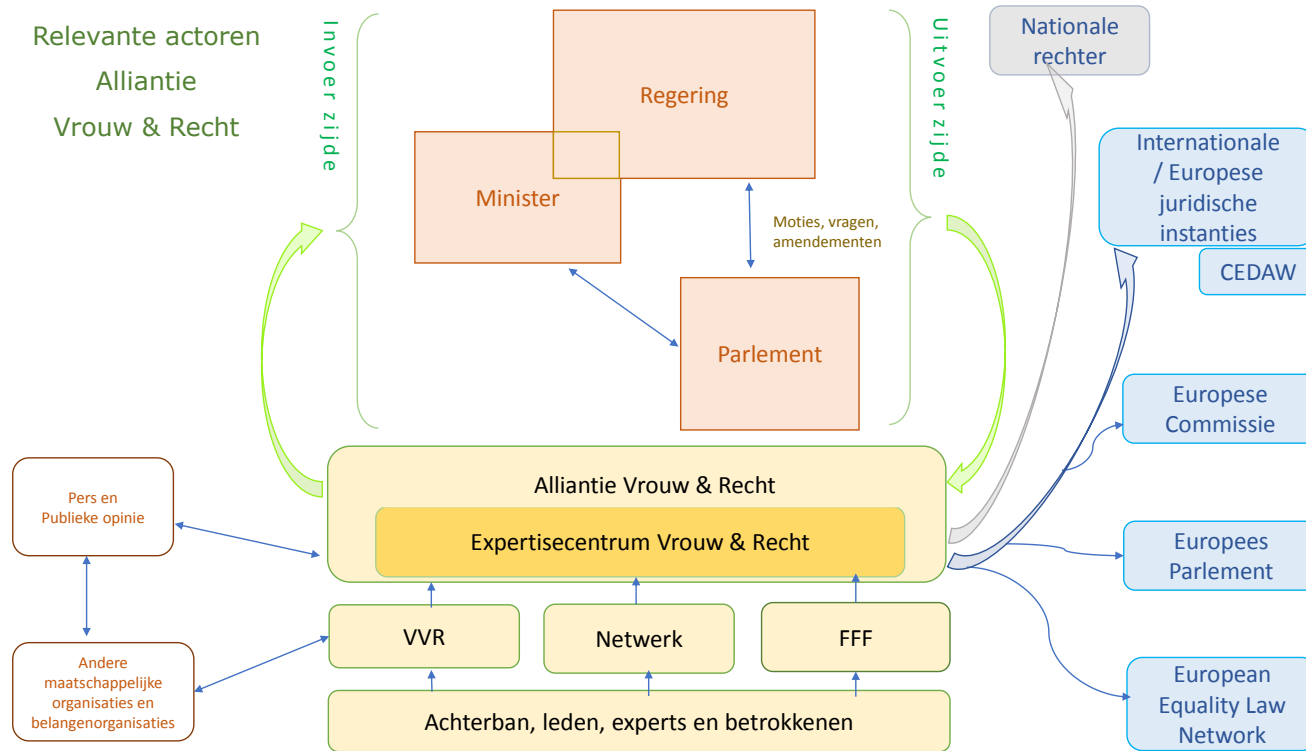 Relevante actoren
Alliantie
Vrouw & Recht
Invoer zijde
Regering
Minister
Moties, vragen,
amendementen
Parlement
Uitvoer zijde
Nationale
rechter
Internationale
/ Europese
juridische
instanties
CEDAW
Europese
Commissie
Europees
Parlement
European
Equality Law
Network
Alliantie Vrouw & Recht
Expertisecentrum Vrouw & Recht
Pers en
Publieke opinie
Andere
maatschappelijke
organisaties en
belangenorganisaties
VVR
Netwerk
FFF
Achterban, leden, experts en betrokkenen